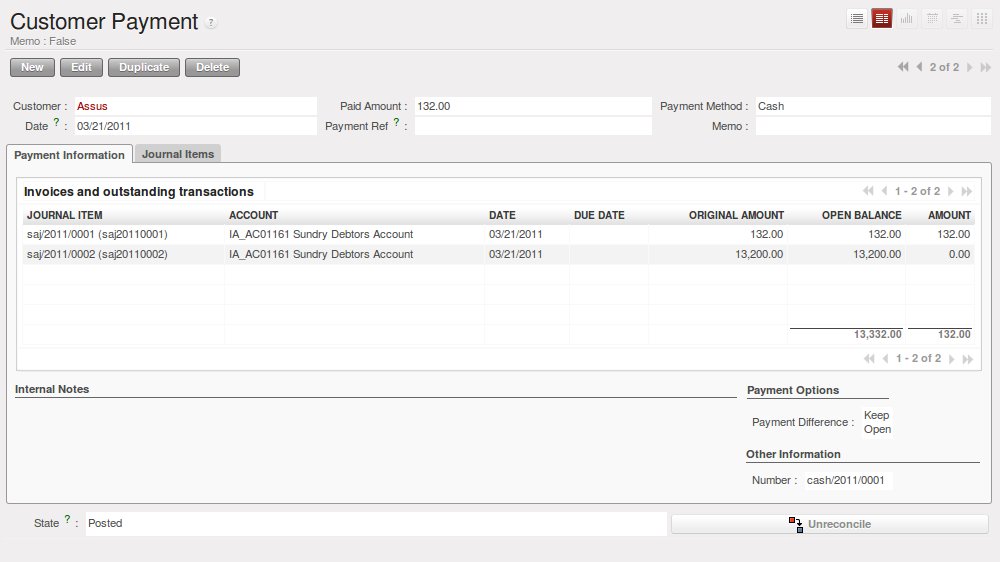 Customer Payment ?
Memo : False
New Edit Duplicate Delete 2 of 2
Customer : Assus Paid Amount : 132.00 Payment Method : Cash
Date ? : 03/21/2011 Payment Ref ? : Memo :
Payment Information Journal Items
Invoices and outstanding transactions 1 - 2 of 2
JOURNAL ITEM ACCOUNT DATE DUE DATE ORIGINAL AMOUNT OPEN BALANCE AMOUNT
saj/2011/0001 (saj20110001) IA_AC01161 Sundry Debtors Account 03/21/2011 132.00 132.00 132.00
saj/2011/0002 (saj20110002) IA_AC01161 Sundry Debtors Account 03/21/2011 13,200.00 13,200.00 0.00
13,332.00 132.00
1 - 2 of 2
Internal Notes Payment Options
Payment Difference : Keep Open
Other Information
Number : cash/2011/0001
State ? : Posted Unreconcile